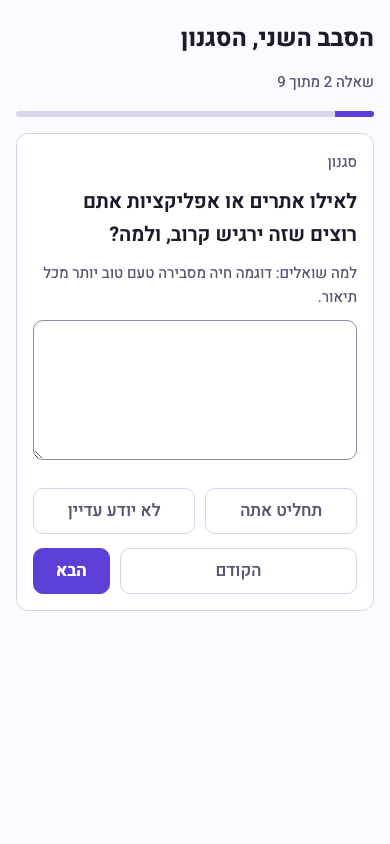 הסבב השני, הסגנון
שאלה 2 מתוך 9
סגנון
לאילו אתרים או אפליקציות אתם
רוצים שזה ירגיש קרוב, ולמה?
למה שואלים: דוגמה חיה מסבירה טעם טוב יותר מכל
תיאור.
תחליט אתה
לא יודע עדיין
הקודם
הבא